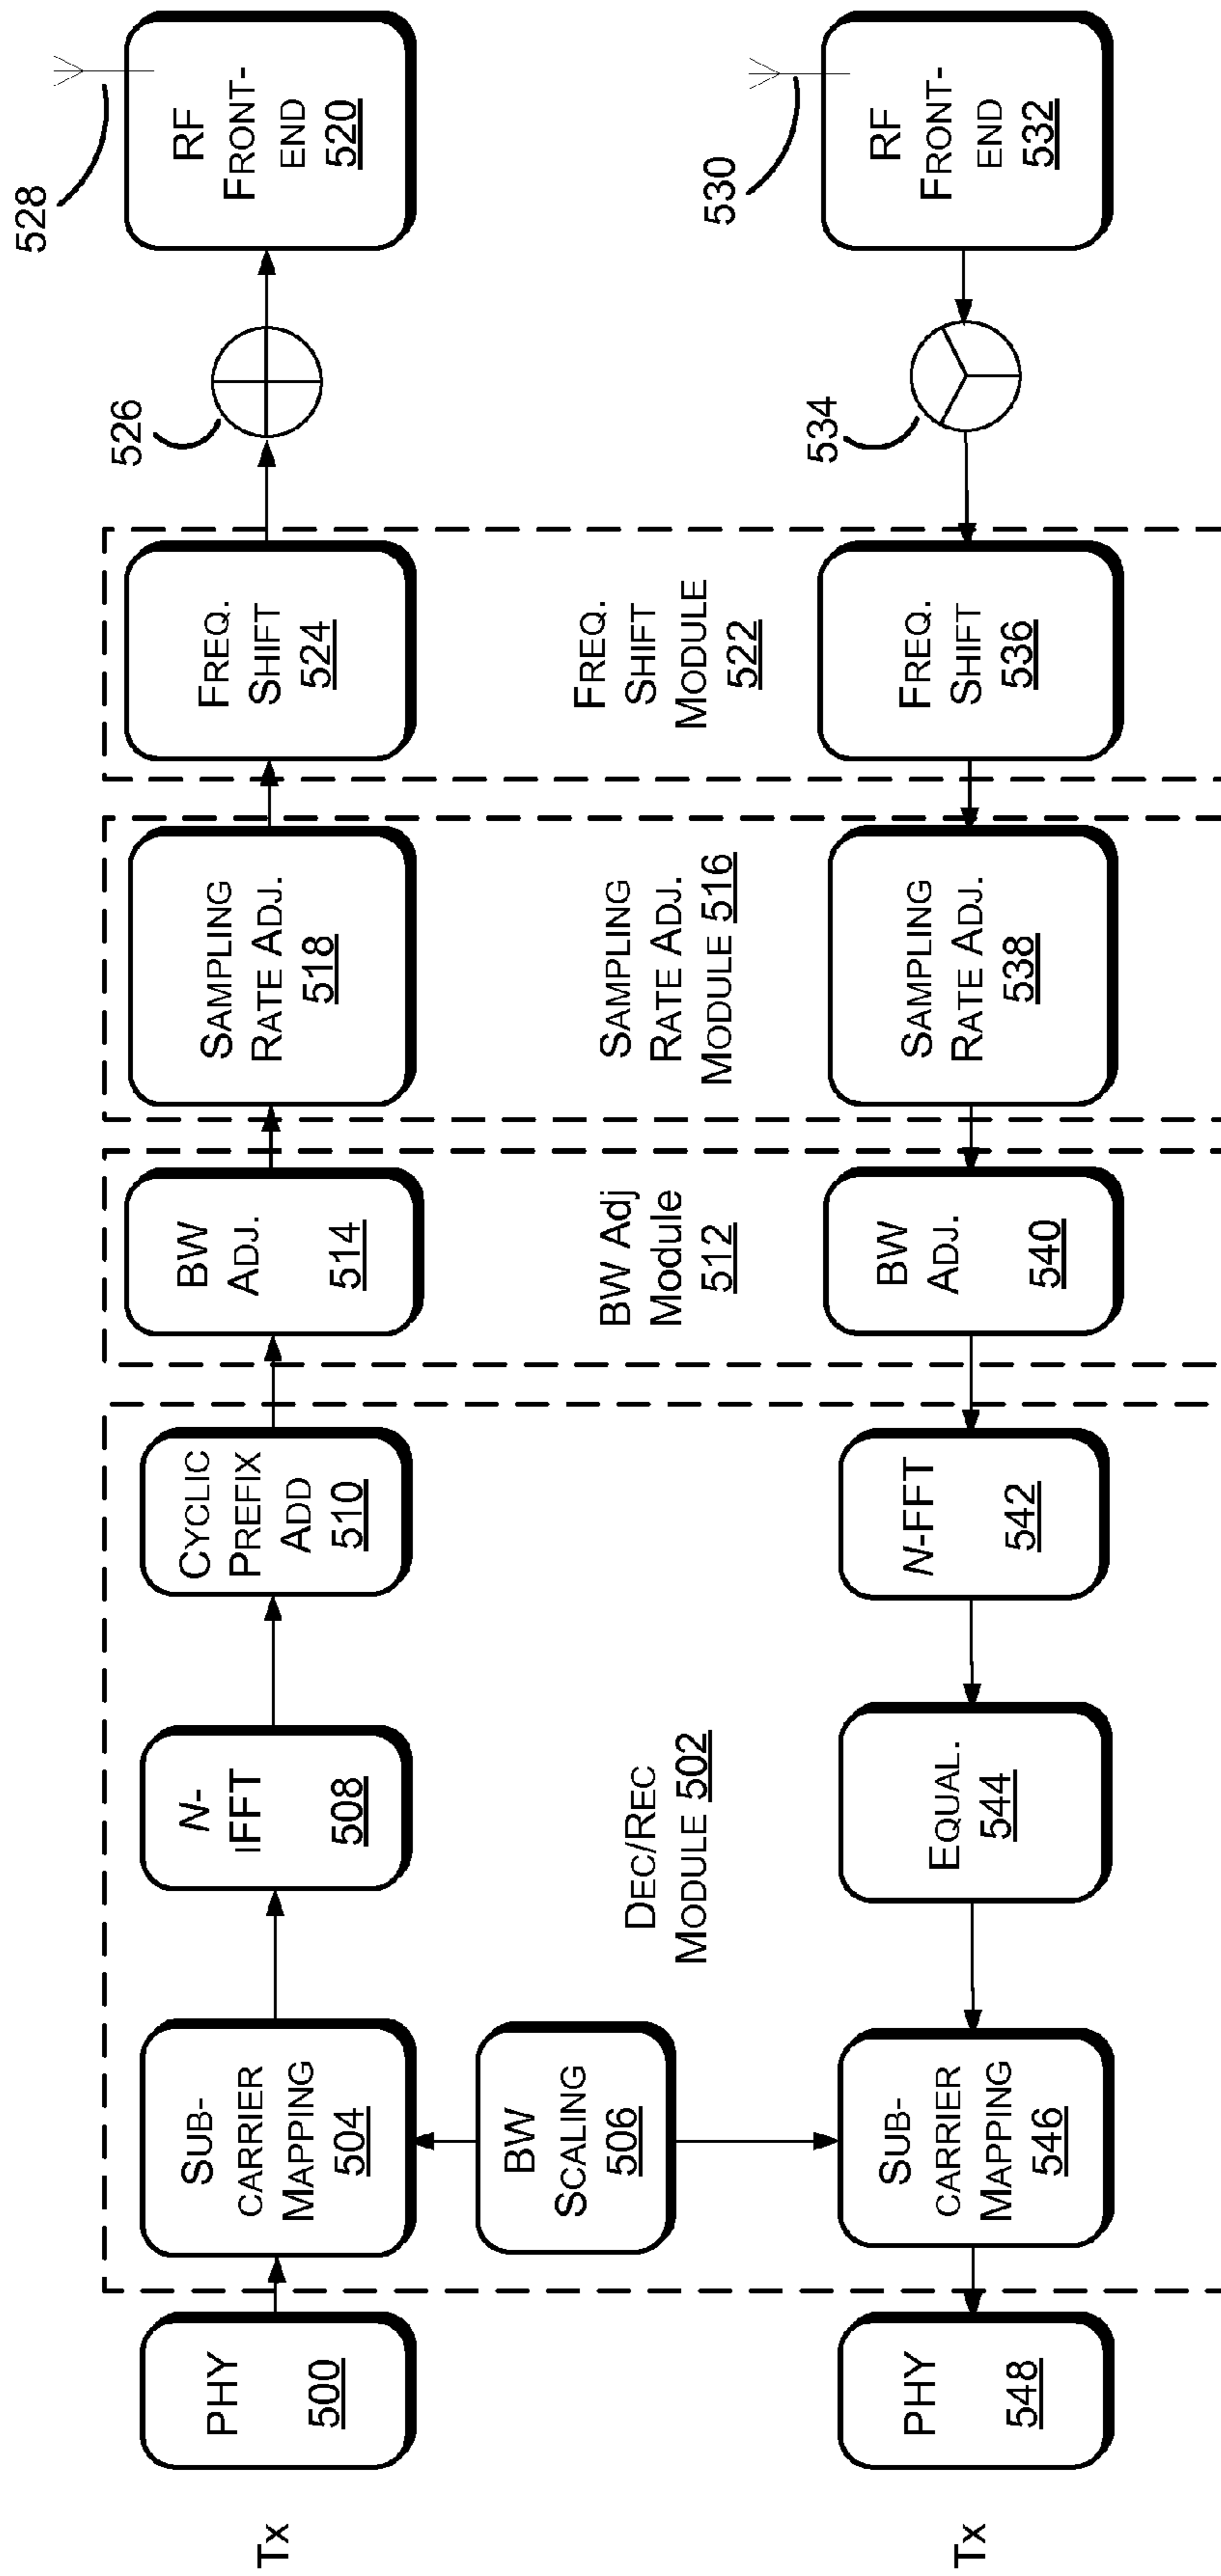 Tx
PHY
500
SUB-
CARRIER
MAPPING
504
N-
IFFT
508
CYCLIC
PREFIX
ADD
510
BW
ADJ.
514
SAMPLING
RATE ADJ.
518
FREQ.
SHIFT
524
526
RF
FRONT-
END
520
528
BW
SCALING
506
DEC/REC
MODULE 502
BW Adj
Module
512
SAMPLING
RATE ADJ.
MODULE 516
FREQ.
SHIFT
MODULE
522
Tx
PHY
548
SUB-
CARRIER
MAPPING
546
EQUAL.
544
N-FFT
542
BW
ADJ.
540
SAMPLING
RATE ADJ.
538
FREQ.
SHIFT
536
534
RF
FRONT-
END
532
530